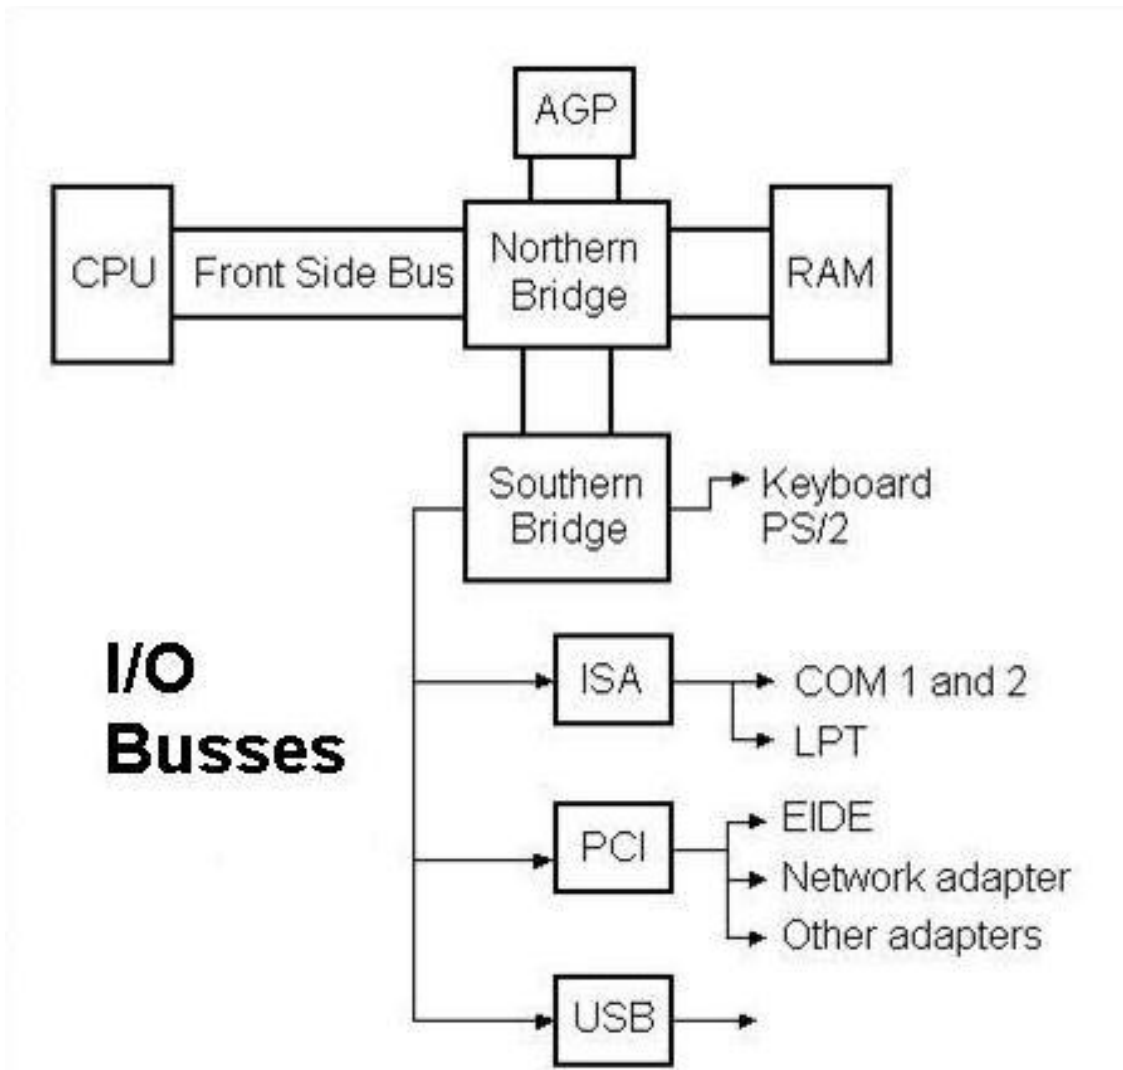 AGP
CPU
Front Side Bus
Northern
Bridge
RAM
Southern
Bridge
Keyboard
PS/2
I/O
Busses
ISA
COM 1 and 2
LPT
PCI
EIDE
Network adapter
Other adapters
USB